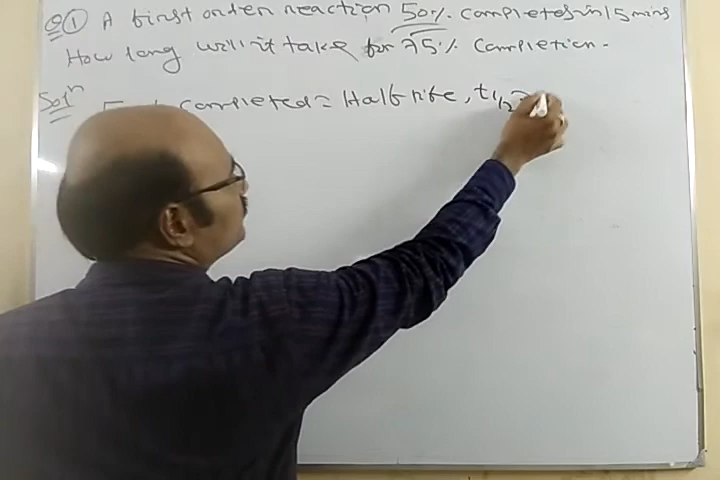 Q① A first order reaction 50% completes in 15 mins
How long will it take for 75% Completion.
Solⁿ completed = Half life, t1/2 =